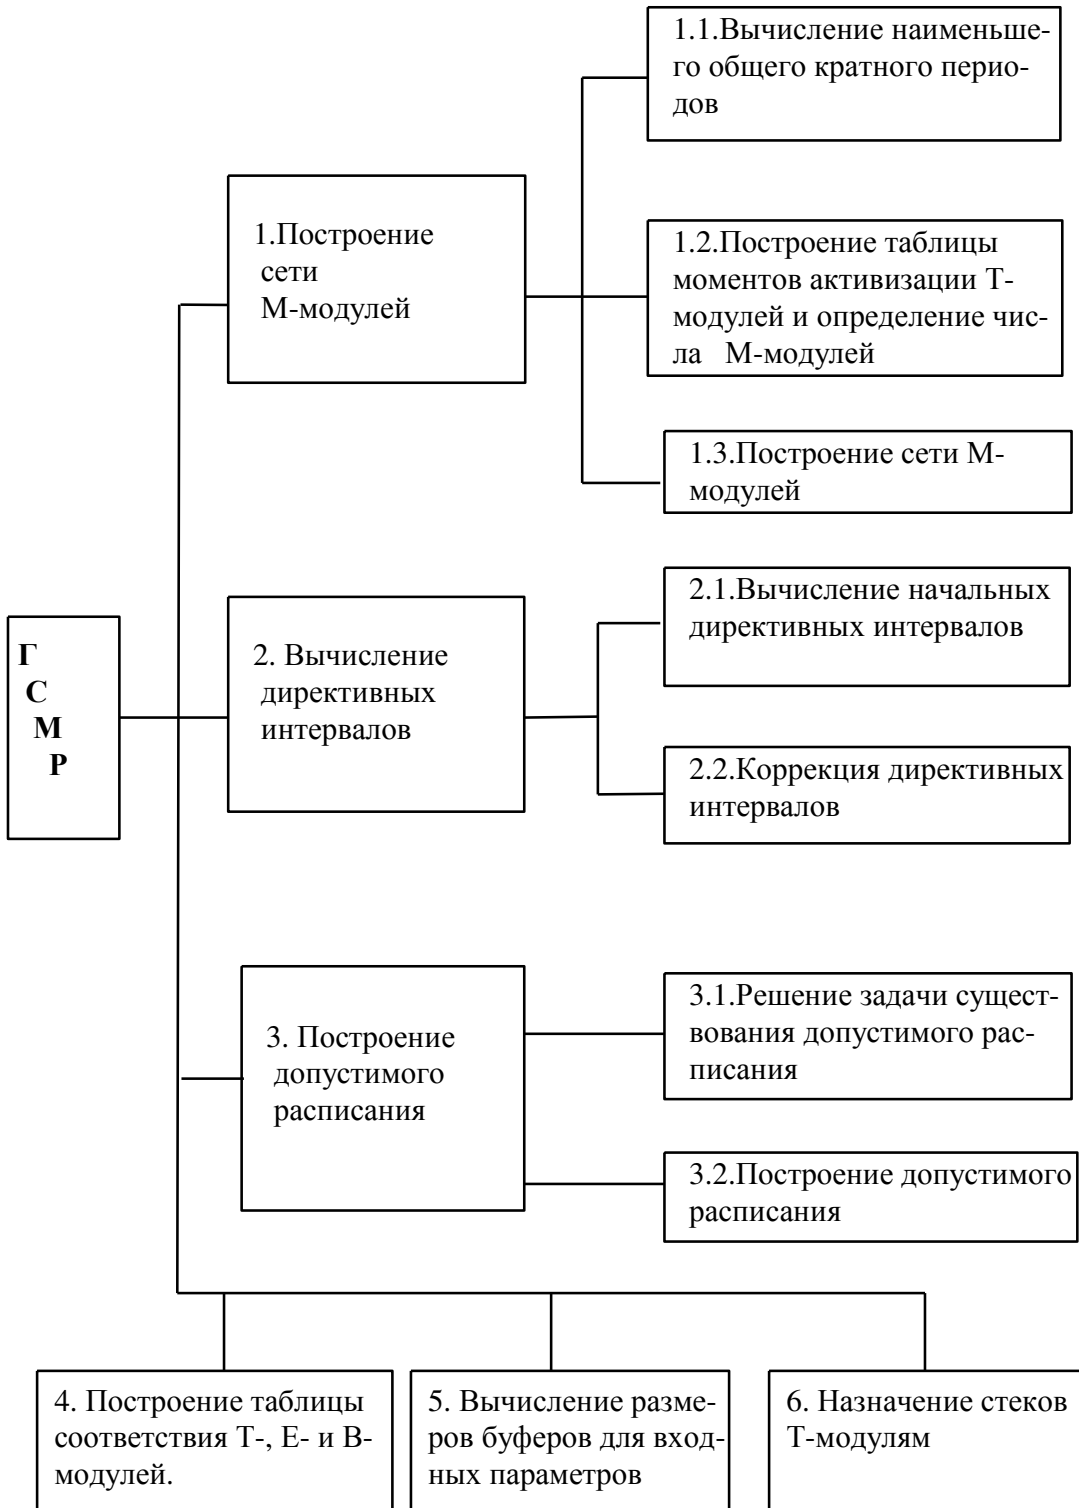 1.1.Вычисление наименьше-
го общего кратного перио-
дов
1.Построение
сети
М-модулей
1.2.Построение таблицы
моментов активизации Т-
модулей и определение чис-
ла М-модулей
1.3.Построение сети М-
модулей
Г
С
М
Р
2. Вычисление
директивных
интервалов
2.1.Вычисление начальных
директивных интервалов
2.2.Коррекция директивных
интервалов
3. Построение
допустимого
расписания
3.1.Решение задачи сущест-
вования допустимого рас-
писания
3.2.Построение допустимого
расписания
4. Построение таблицы
соответствия Т-, Е- и В-
модулей.
5. Вычисление разме-
ров буферов для вход-
ных параметров
6. Назначение стеков
Т-модулям